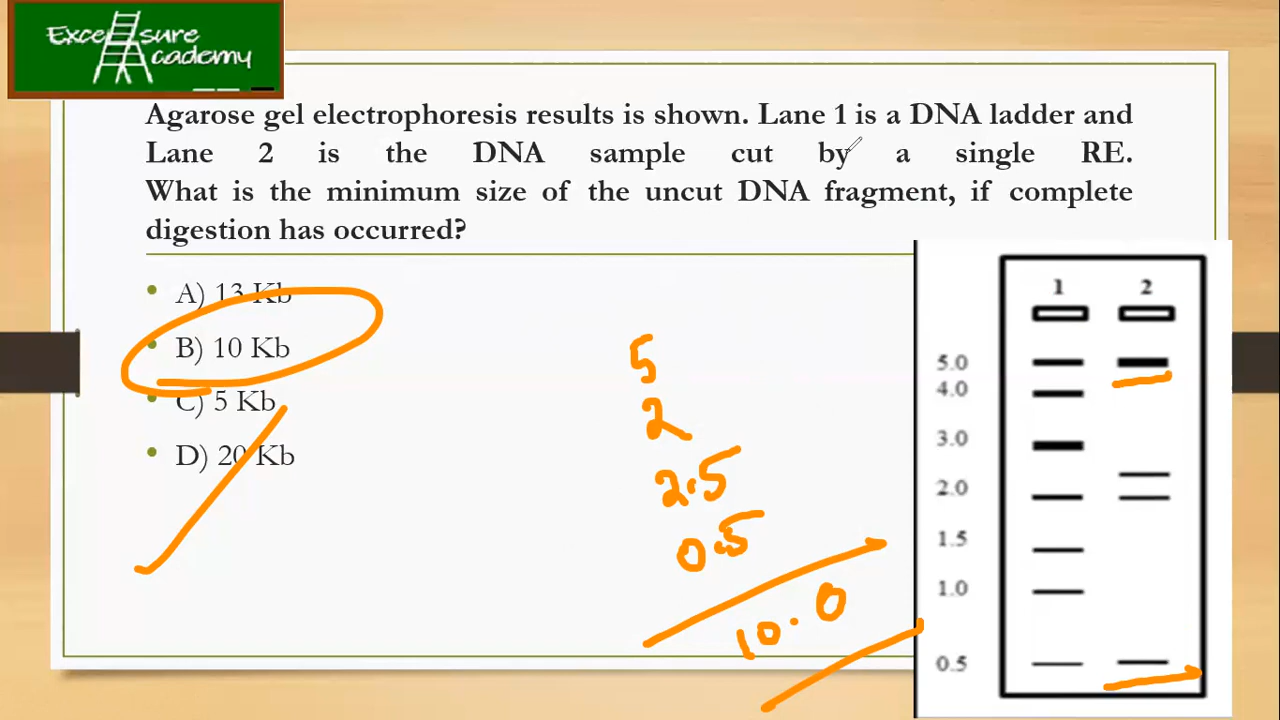 Excelsure
Academy
Agarose gel electrophoresis results is shown. Lane 1 is a DNA ladder and
Lane 2 is the DNA sample cut by a single RE.
What is the minimum size of the uncut DNA fragment, if complete
digestion has occurred?
• A) 13 Kb
• B) 10 Kb
• C) 5 Kb
• D) 20 Kb
5
2
2.5
0.5
10.0
1 2
5.0
4.0
3.0
2.0
1.5
1.0
0.5